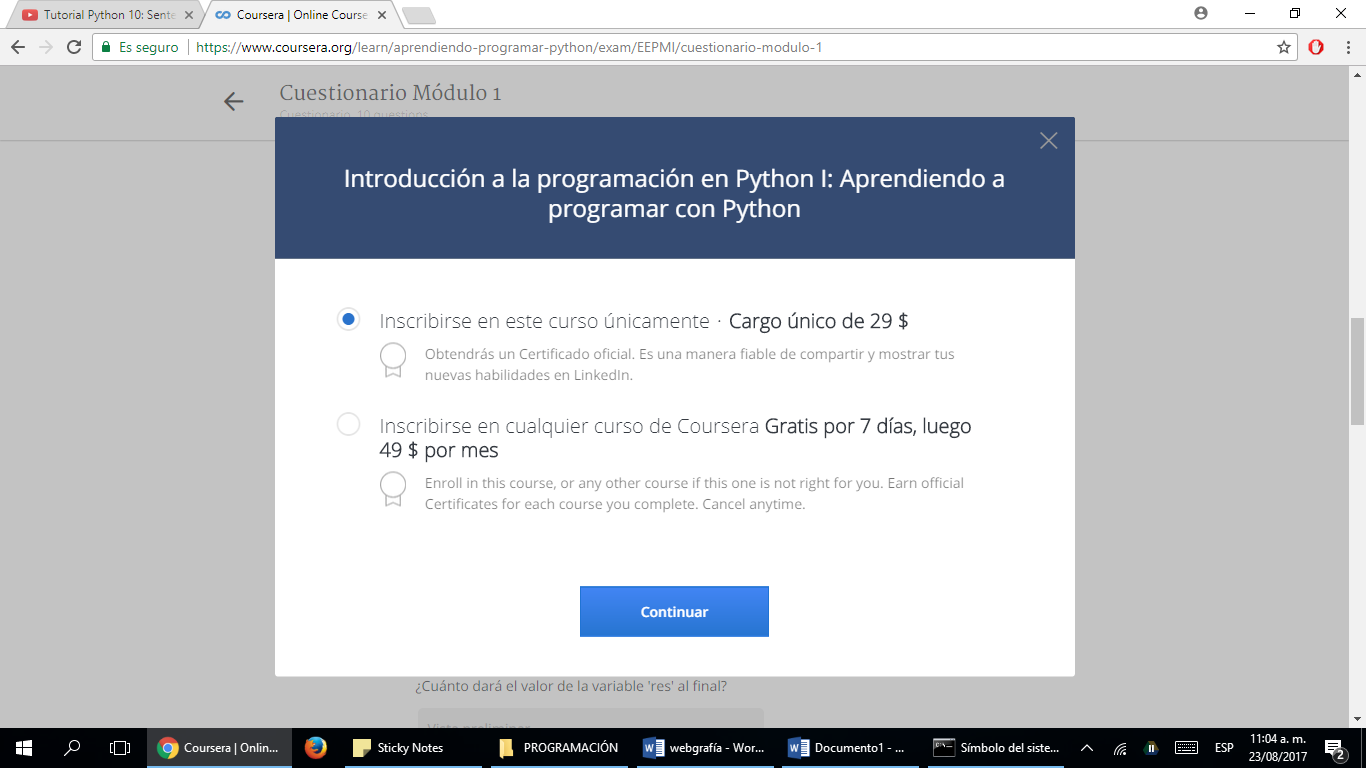 Tutorial Python 10: Sente
Coursera | Online Course
Es seguro
https://www.coursera.org/learn/aprendiendo-programar-python/exam/EEPMI/cuestionario-modulo-1
Cuestionario Módulo 1
Cuestionario, 10 questions
Introducción a la programación en Python I: Aprendiendo a
programar con Python
Inscribirse en este curso únicamente · Cargo único de 29 $
Obtendrás un Certificado oficial. Es una manera fiable de compartir y mostrar tus
nuevas habilidades en LinkedIn.
Inscribirse en cualquier curso de Coursera Gratis por 7 días, luego
49 $ por mes
Enroll in this course, or any other course if this one is not right for you. Earn official
Certificates for each course you complete. Cancel anytime.
Continuar
¿Cuánto dará el valor de la variable 'res' al final?
Vista preliminar
Coursera | Onlin...
Sticky Notes
PROGRAMACIÓN
webgrafía - Wor...
Documento1 - ...
Símbolo del siste...
ESP
11:04 a. m.
23/08/2017
2